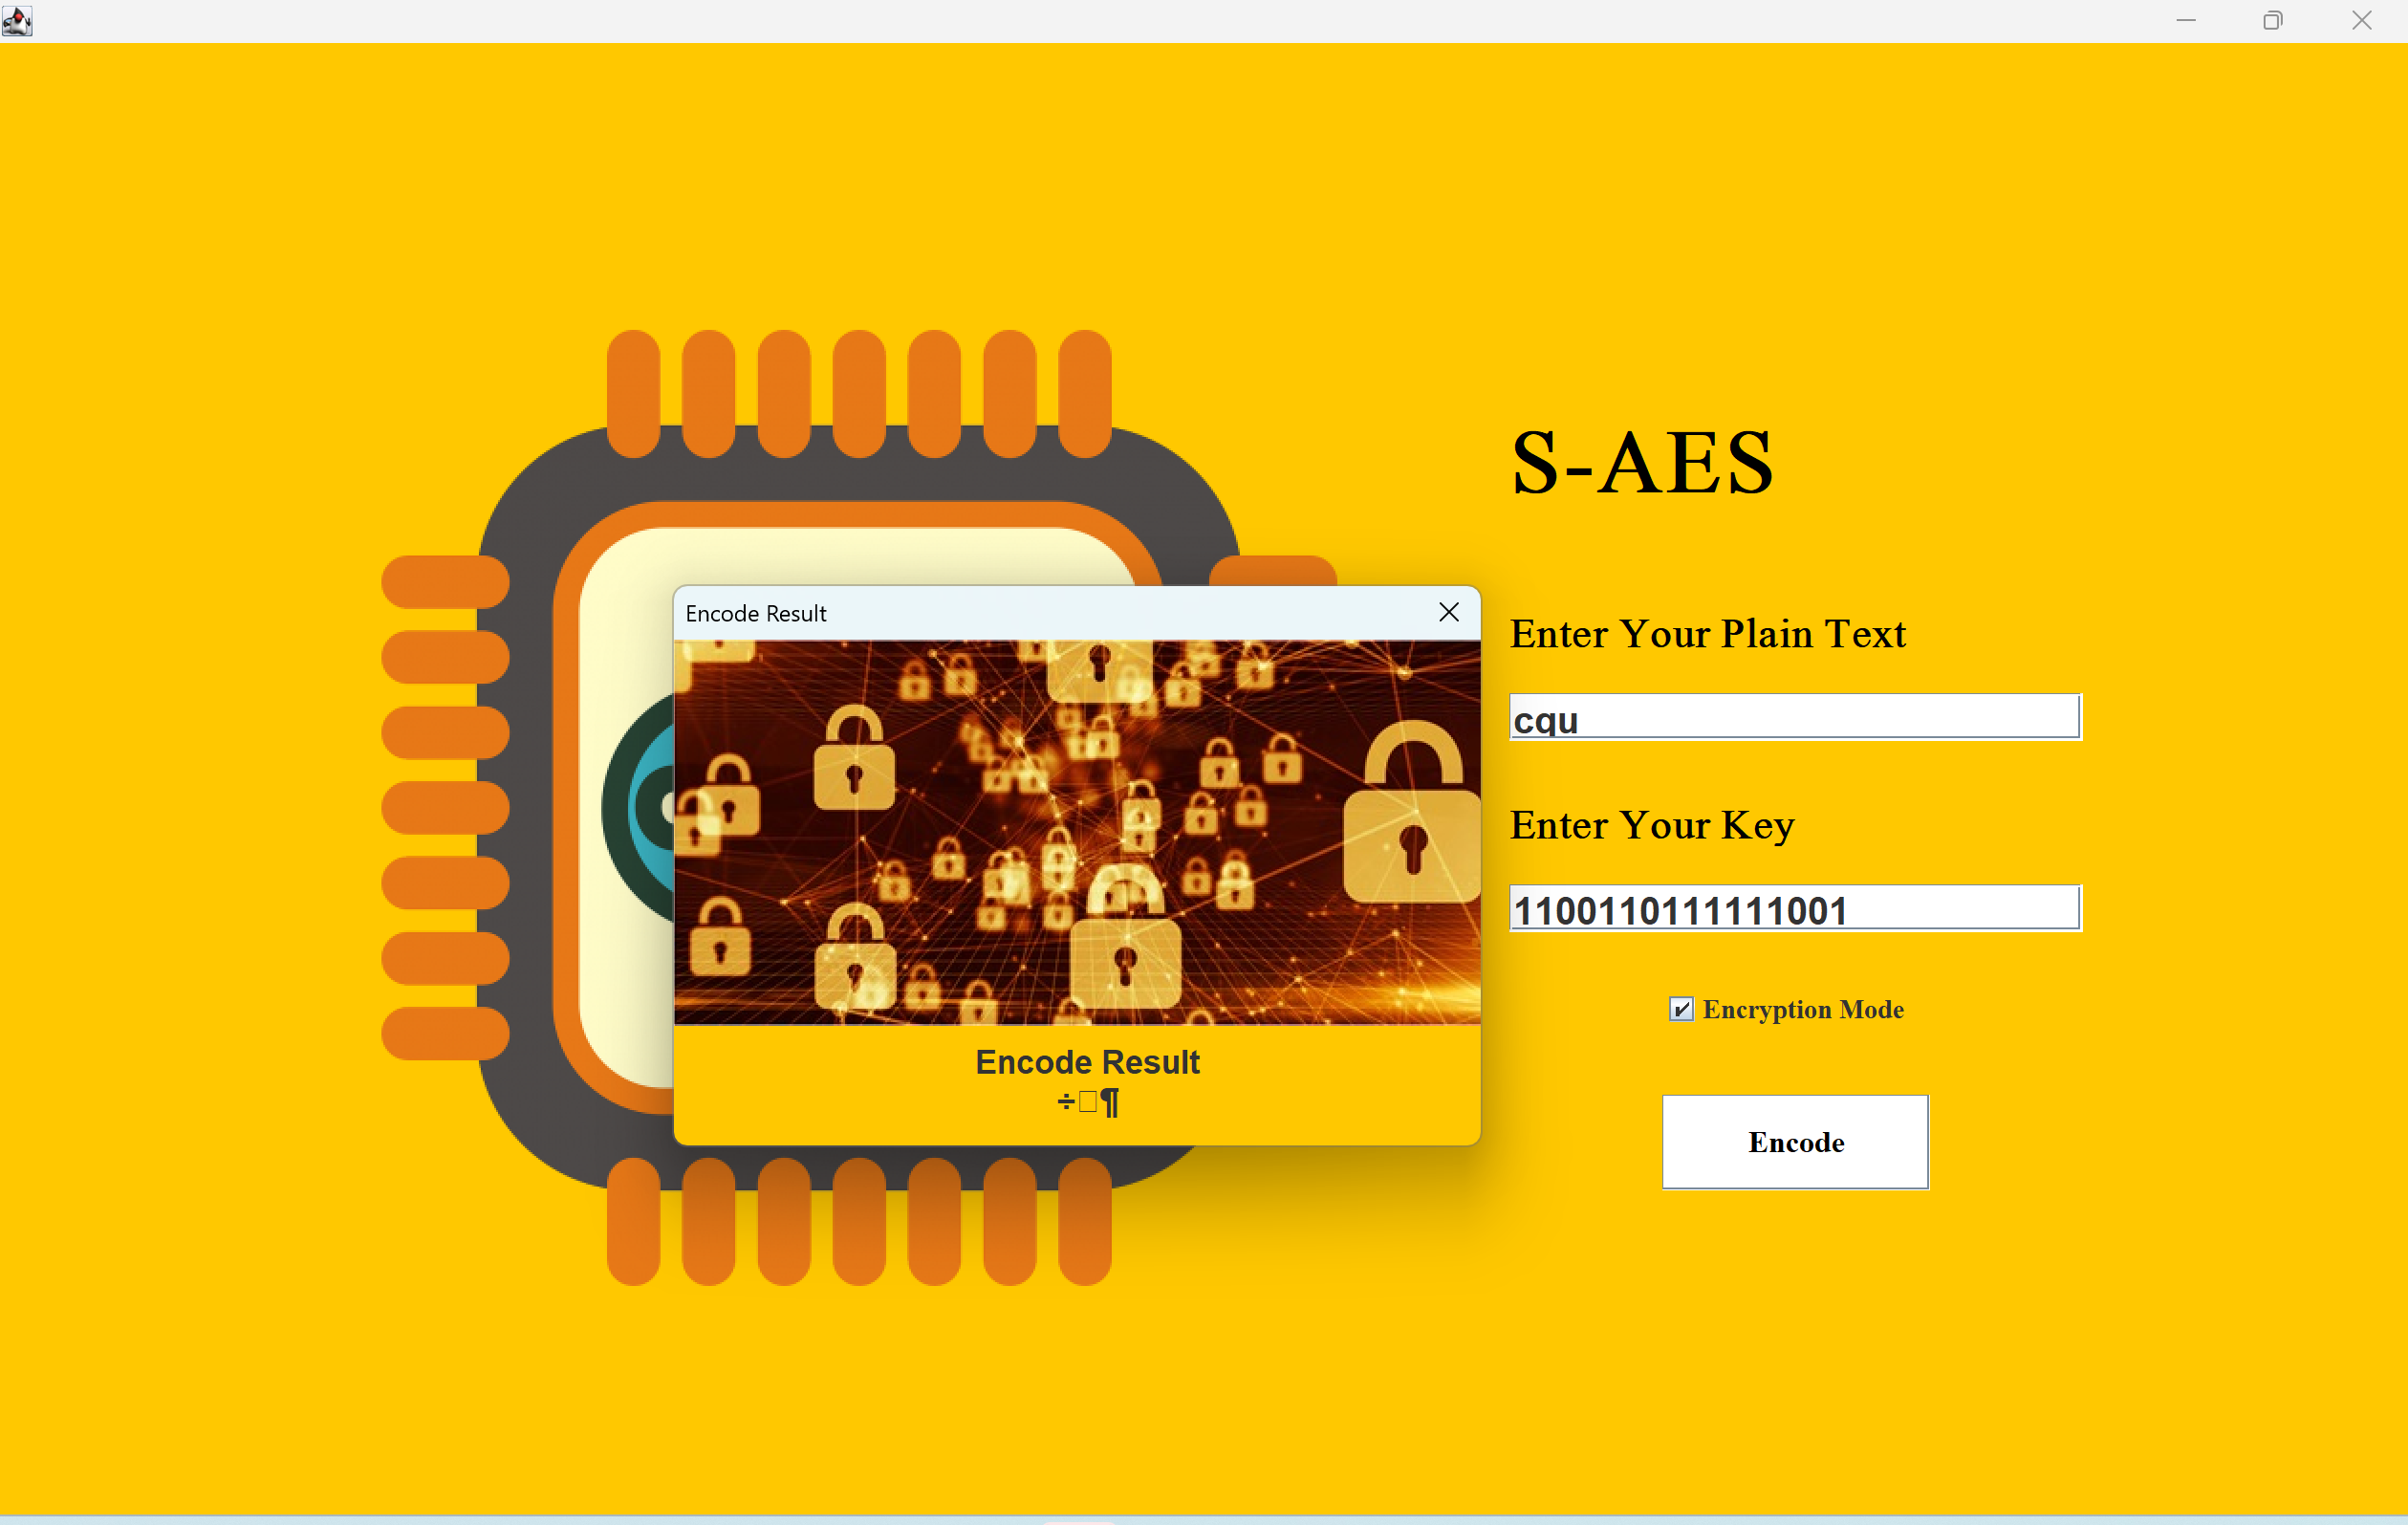 S-AES
Enter Your Plain Text
cqu
Enter Your Key
1100110111111001
Encryption Mode
Encode
Encode Result
Encode Result
÷□¶